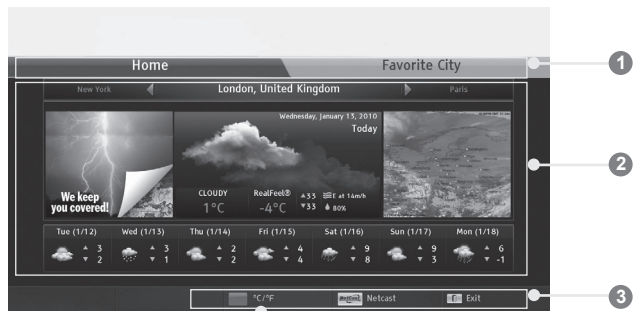 Home Favorite City
1
New York London, United Kingdom Paris
Wednesday, January 13, 2010
Today
We keep
you covered!
CLOUDY RealFeel® ▲33 E at 14m/h
1°C -4°C ▼33 80%
2
Tue (1/12) Wed (1/13) Thu (1/14) Fri (1/15) Sat (1/16) Sun (1/17) Mon (1/18)
▲ 3 ▲ 3 ▲ 2 ▲ 4 ▲ 9 ▲ 9 ▲ 6
▼ 2 ▼ 1 ▼ 2 ▼ 4 ▼ 8 ▼ 3 ▼ -1
°C/°F NetCast Netcast Exit
3